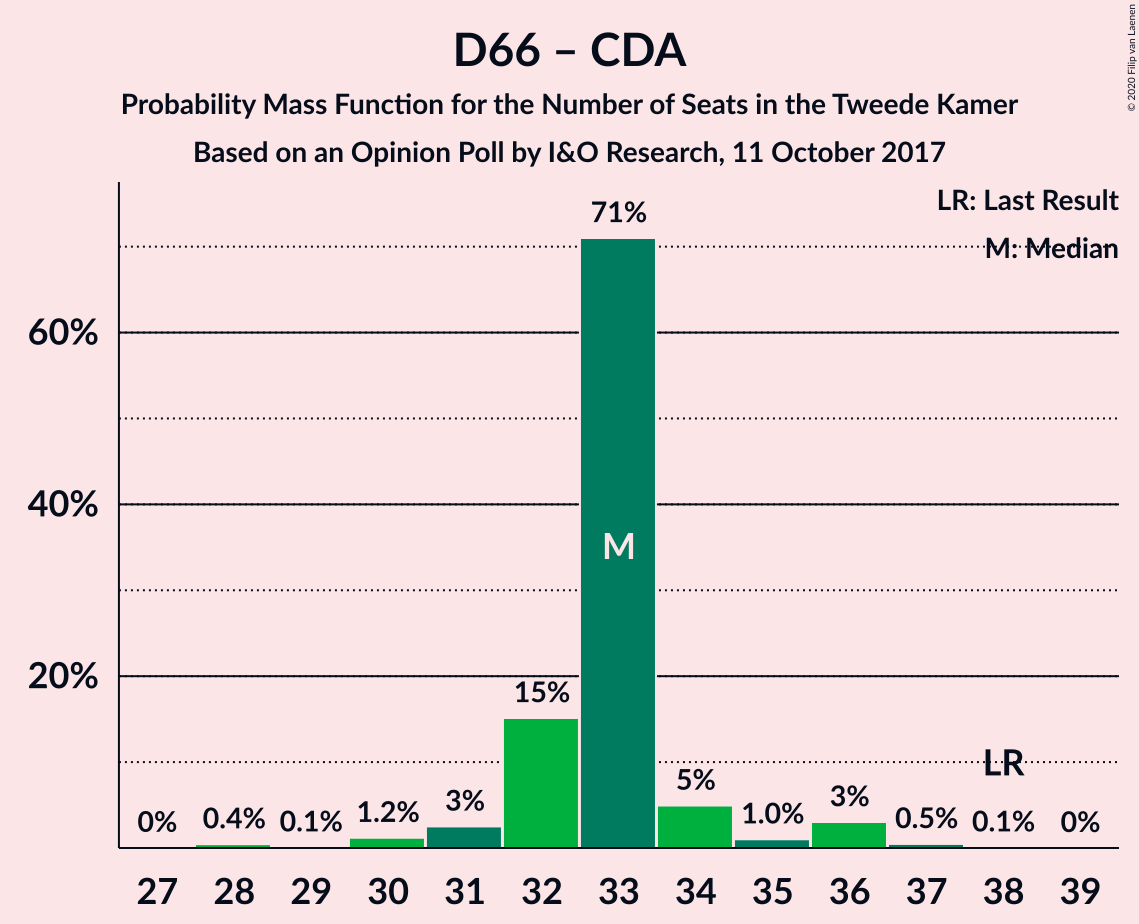 D66 – CDA
Probability Mass Function for the Number of Seats in the Tweede Kamer
Based on an Opinion Poll by I&O Research, 11 October 2017
© 2020 Filip van Laenen
LR: Last Result
M: Median
60%
40%
20%
0%
0.4%
0.1%
1.2%
3%
15%
71%
5%
1.0%
3%
0.5%
0.1%
0%
M
LR
27 28 29 30 31 32 33 34 35 36 37 38 39